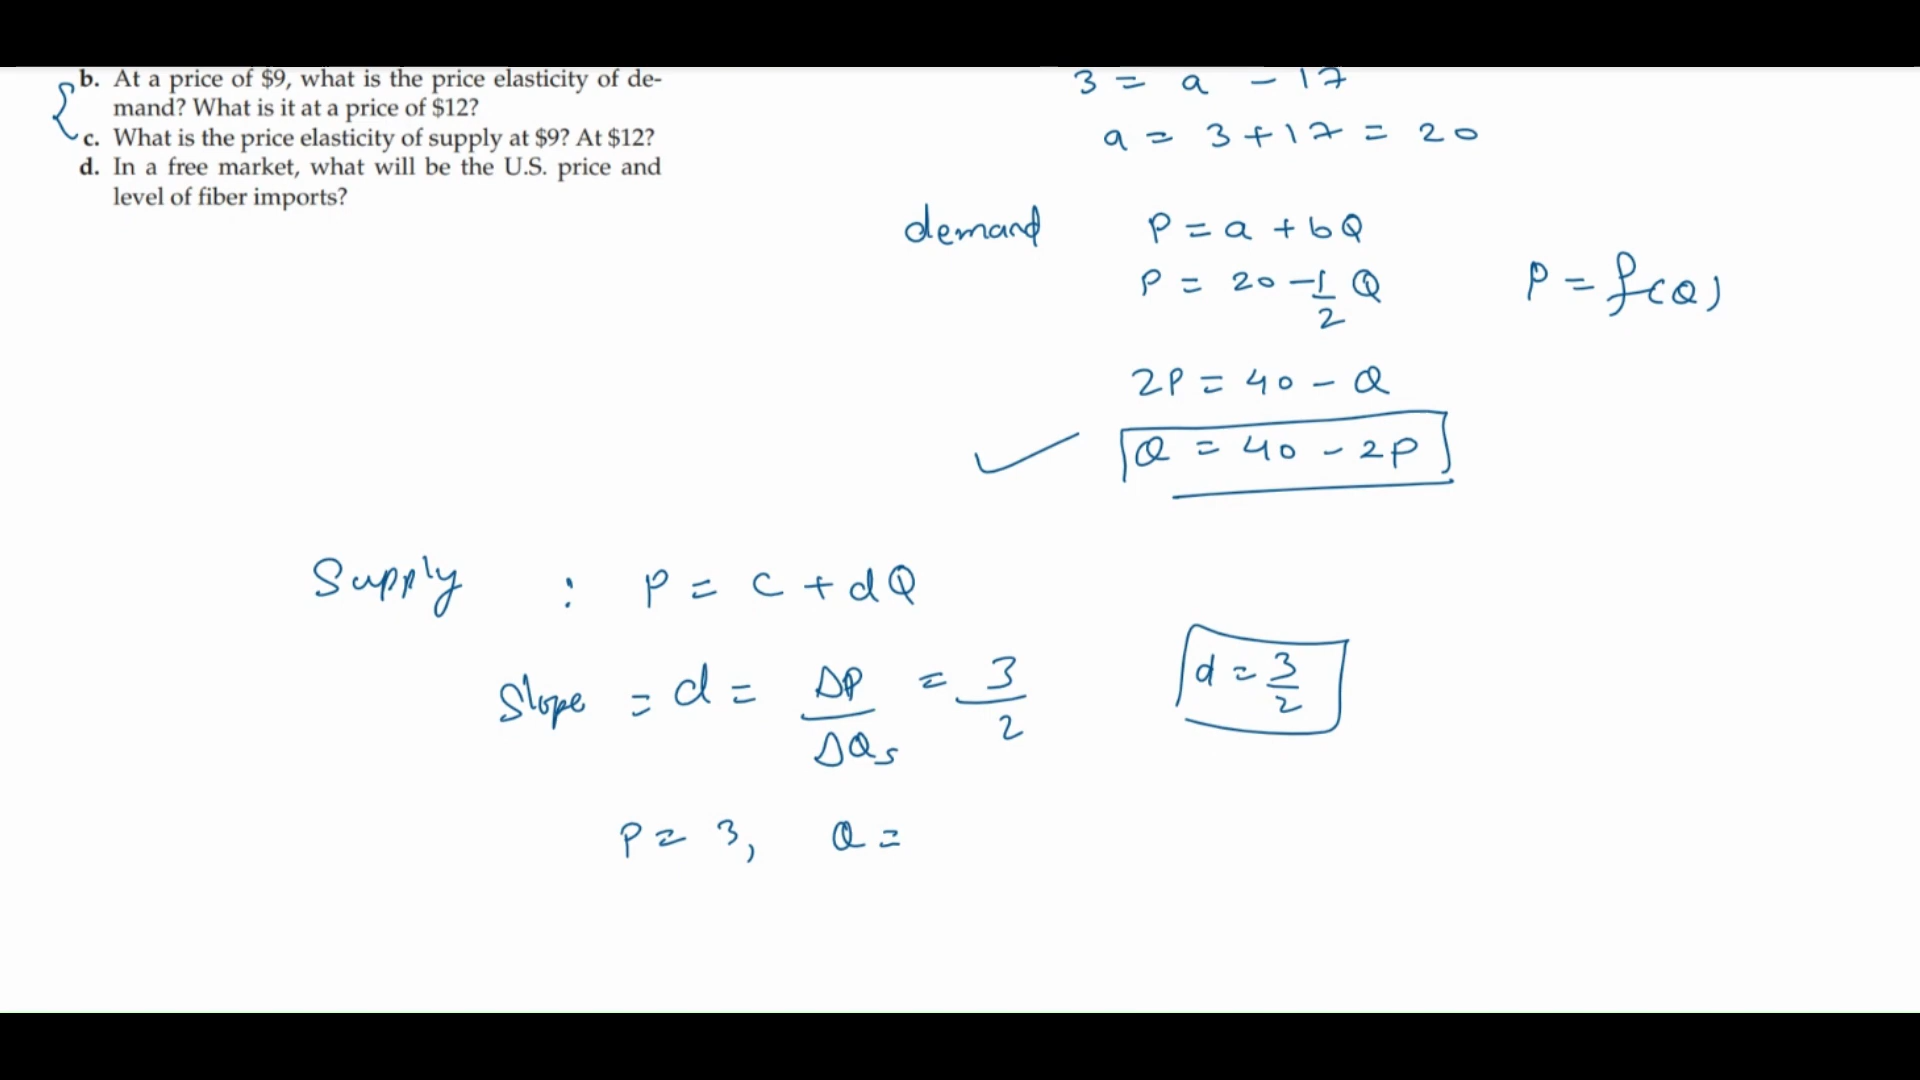 b. At a price of $9, what is the price elasticity of de-
mand? What is it at a price of $12?
c. What is the price elasticity of supply at $9? At $12?
d. In a free market, what will be the U.S. price and
level of fiber imports?
3 = a - 17
a = 3 + 17 = 20
demand P = a + bQ
P = 20 - 1/2 Q P = f(Q)
2P = 40 - Q
Q = 40 - 2P
Supply : P = c + dQ
Slope = d = ΔP/ΔQs = 3/2 d = 3/2
P = 3, Q =